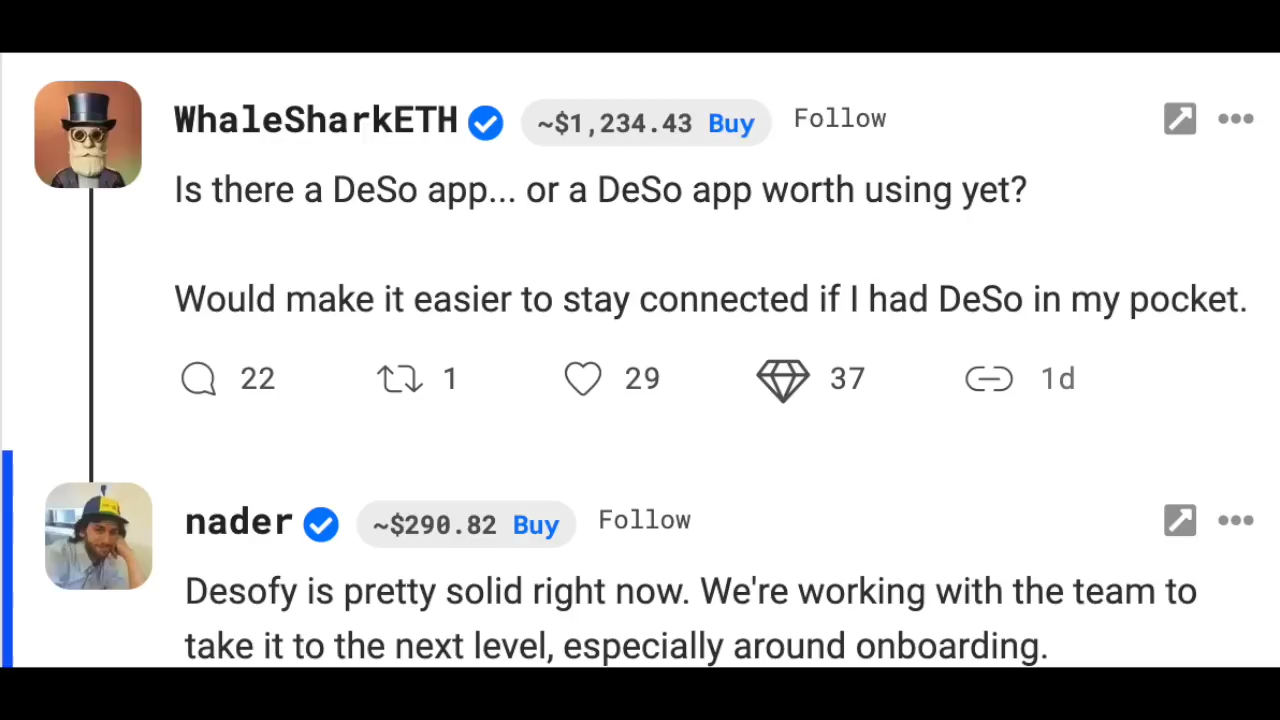 WhaleSharkETH ~$1,234.43 Buy Follow
Is there a DeSo app... or a DeSo app worth using yet?
Would make it easier to stay connected if I had DeSo in my pocket.
22 1 29 37 1d
nader ~$290.82 Buy Follow
Desofy is pretty solid right now. We're working with the team to
take it to the next level, especially around onboarding.